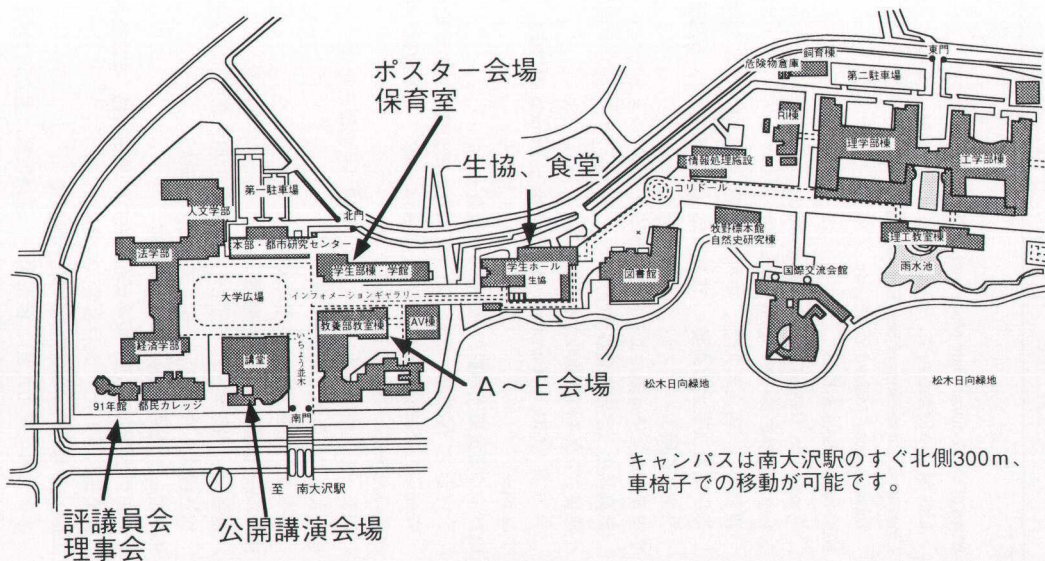 ポスター会場
保育室
生協、食堂
飼育棟
危険物倉庫
第二駐車場
東門
RI棟
理学部棟
工学部棟
情報処理施設
コリドール
第一駐車場
人文学部
北門
本部・都市研究センター
法学部
学生部棟・学館
学生ホール
生協
図書館
牧野標本館
自然史研究棟
理工教室棟
国際交流会館
雨水池
大学広場
インフォメーションギャラリー
教養部教室棟
AV棟
いちょう並木
経済学部
講堂
A～E会場
松木日向緑地
松木日向緑地
91年館
都民カレッジ
南門
至 南大沢駅
キャンパスは南大沢駅のすぐ北側300m、
車椅子での移動が可能です。
評議員会
理事会
公開講演会場